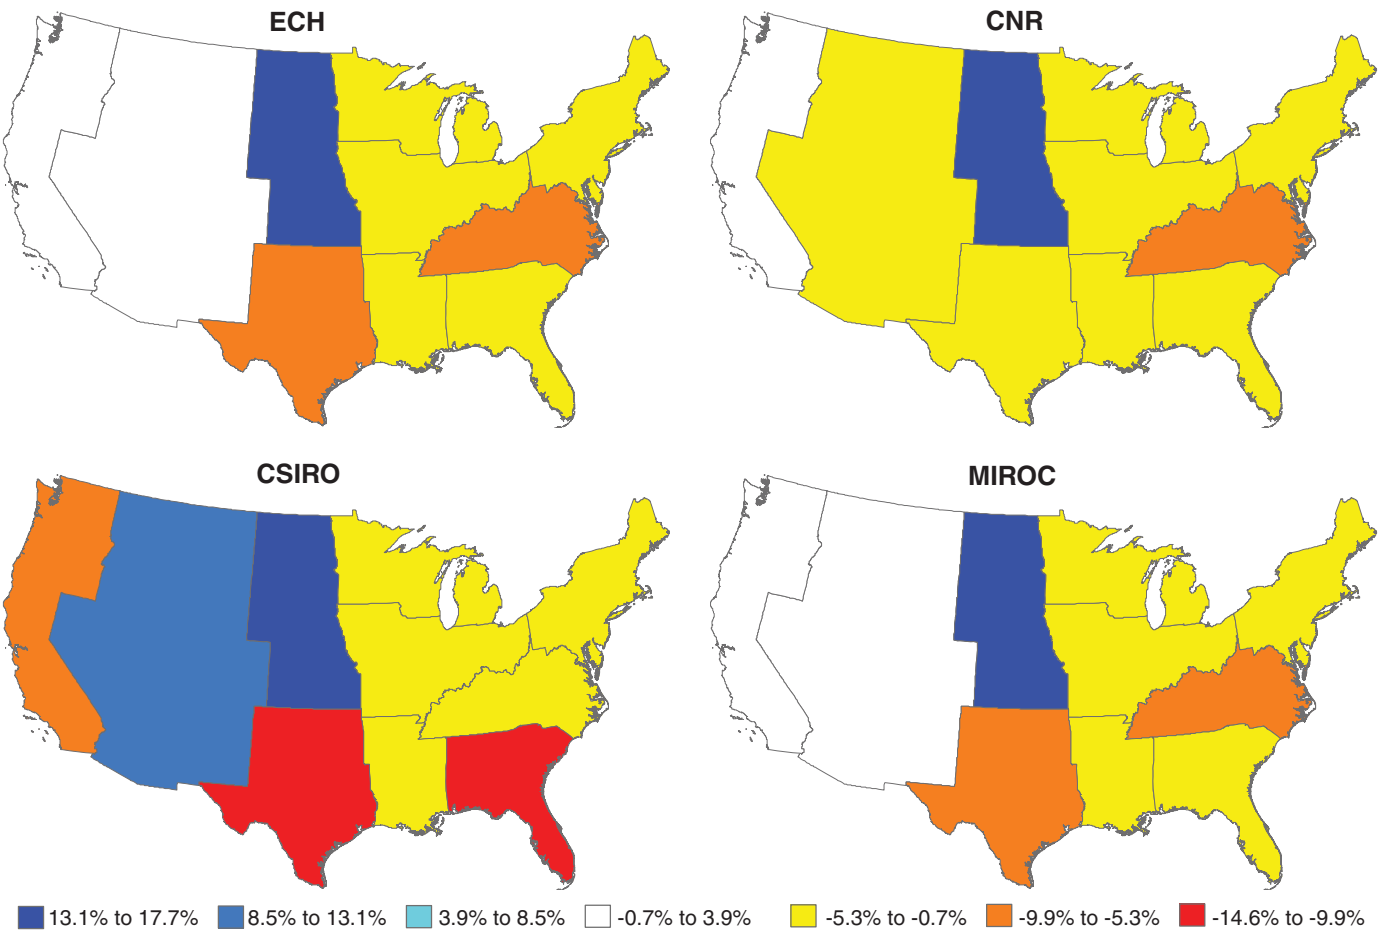 ECH
CNR
CSIRO
MIROC
13.1% to 17.7%
8.5% to 13.1%
3.9% to 8.5%
-0.7% to 3.9%
-5.3% to -0.7%
-9.9% to -5.3%
-14.6% to -9.9%